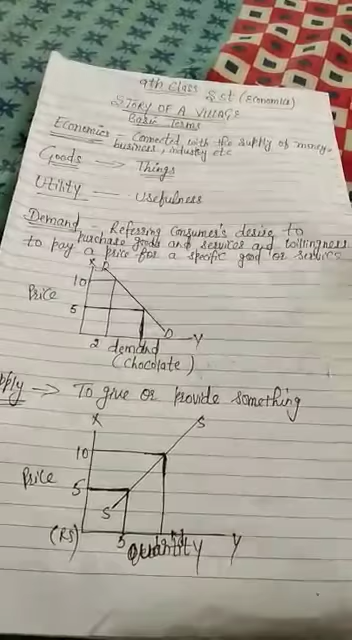 9th Class Sst (Economics)
STORY OF A VILLAGE
Basic Terms
Economics - Connected with the supply of money,
business, industry etc
Goods → Things
Utility — Usefulness
Demand - Referring Consumer's desire to
purchase goods and services and willingness
to pay a price for a specific good or service
X D
10
Price
5
D Y
2 demand
(chocolate)
pply → To give or provide something
X
S
10
Price
5
S
(RS) 5 Quantity Y